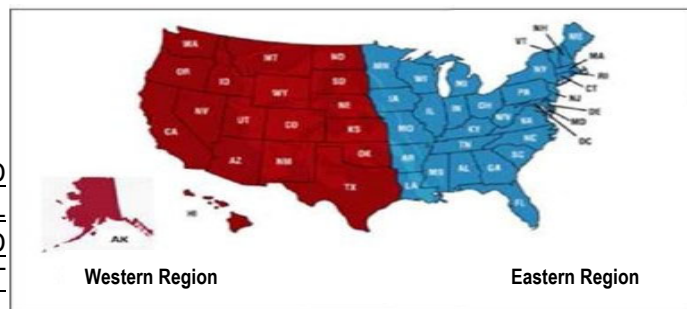 NH
VT
ME
WA
MT
ND
MN
MA
OR
ID
SD
WI
MI
NY
RI
WY
CT
NV
NE
IA
PA
NJ
UT
CO
IL
IN
OH
DE
CA
KS
MO
WV
VA
MD
KY
DC
AZ
NM
OK
AR
TN
NC
SC
TX
LA
MS
AL
GA
FL
HI
AK
Western Region
Eastern Region